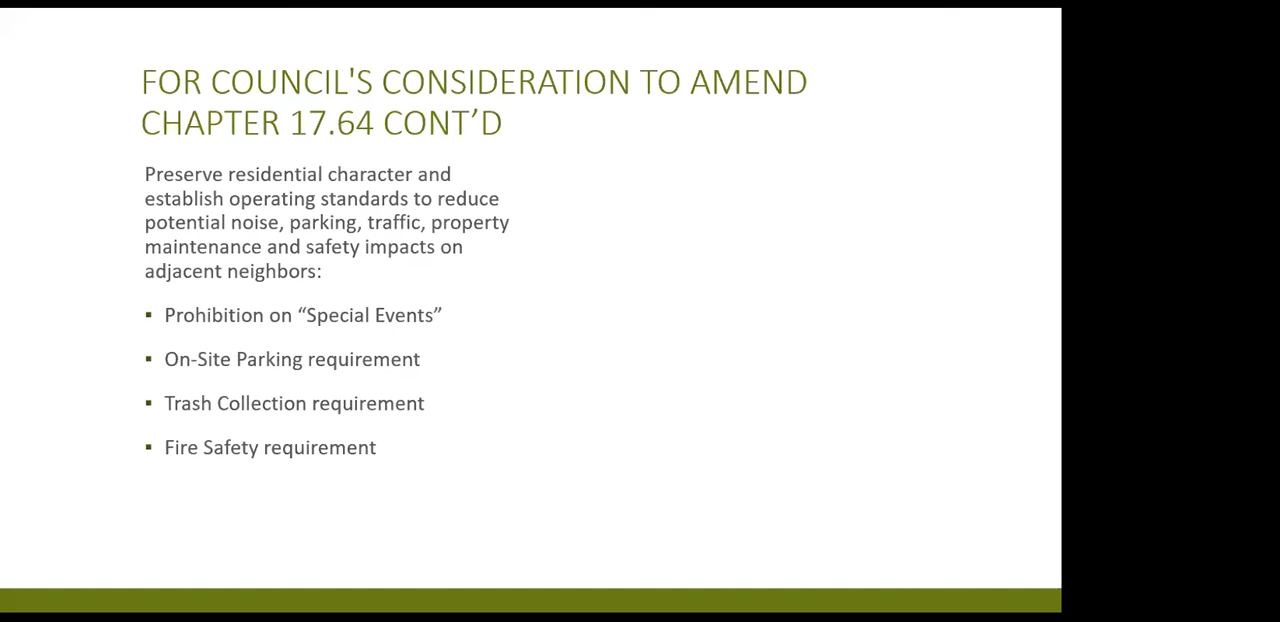 FOR COUNCIL'S CONSIDERATION TO AMEND
CHAPTER 17.64 CONT’D
Preserve residential character and
establish operating standards to reduce
potential noise, parking, traffic, property
maintenance and safety impacts on
adjacent neighbors:
▪ Prohibition on “Special Events”
▪ On-Site Parking requirement
▪ Trash Collection requirement
▪ Fire Safety requirement